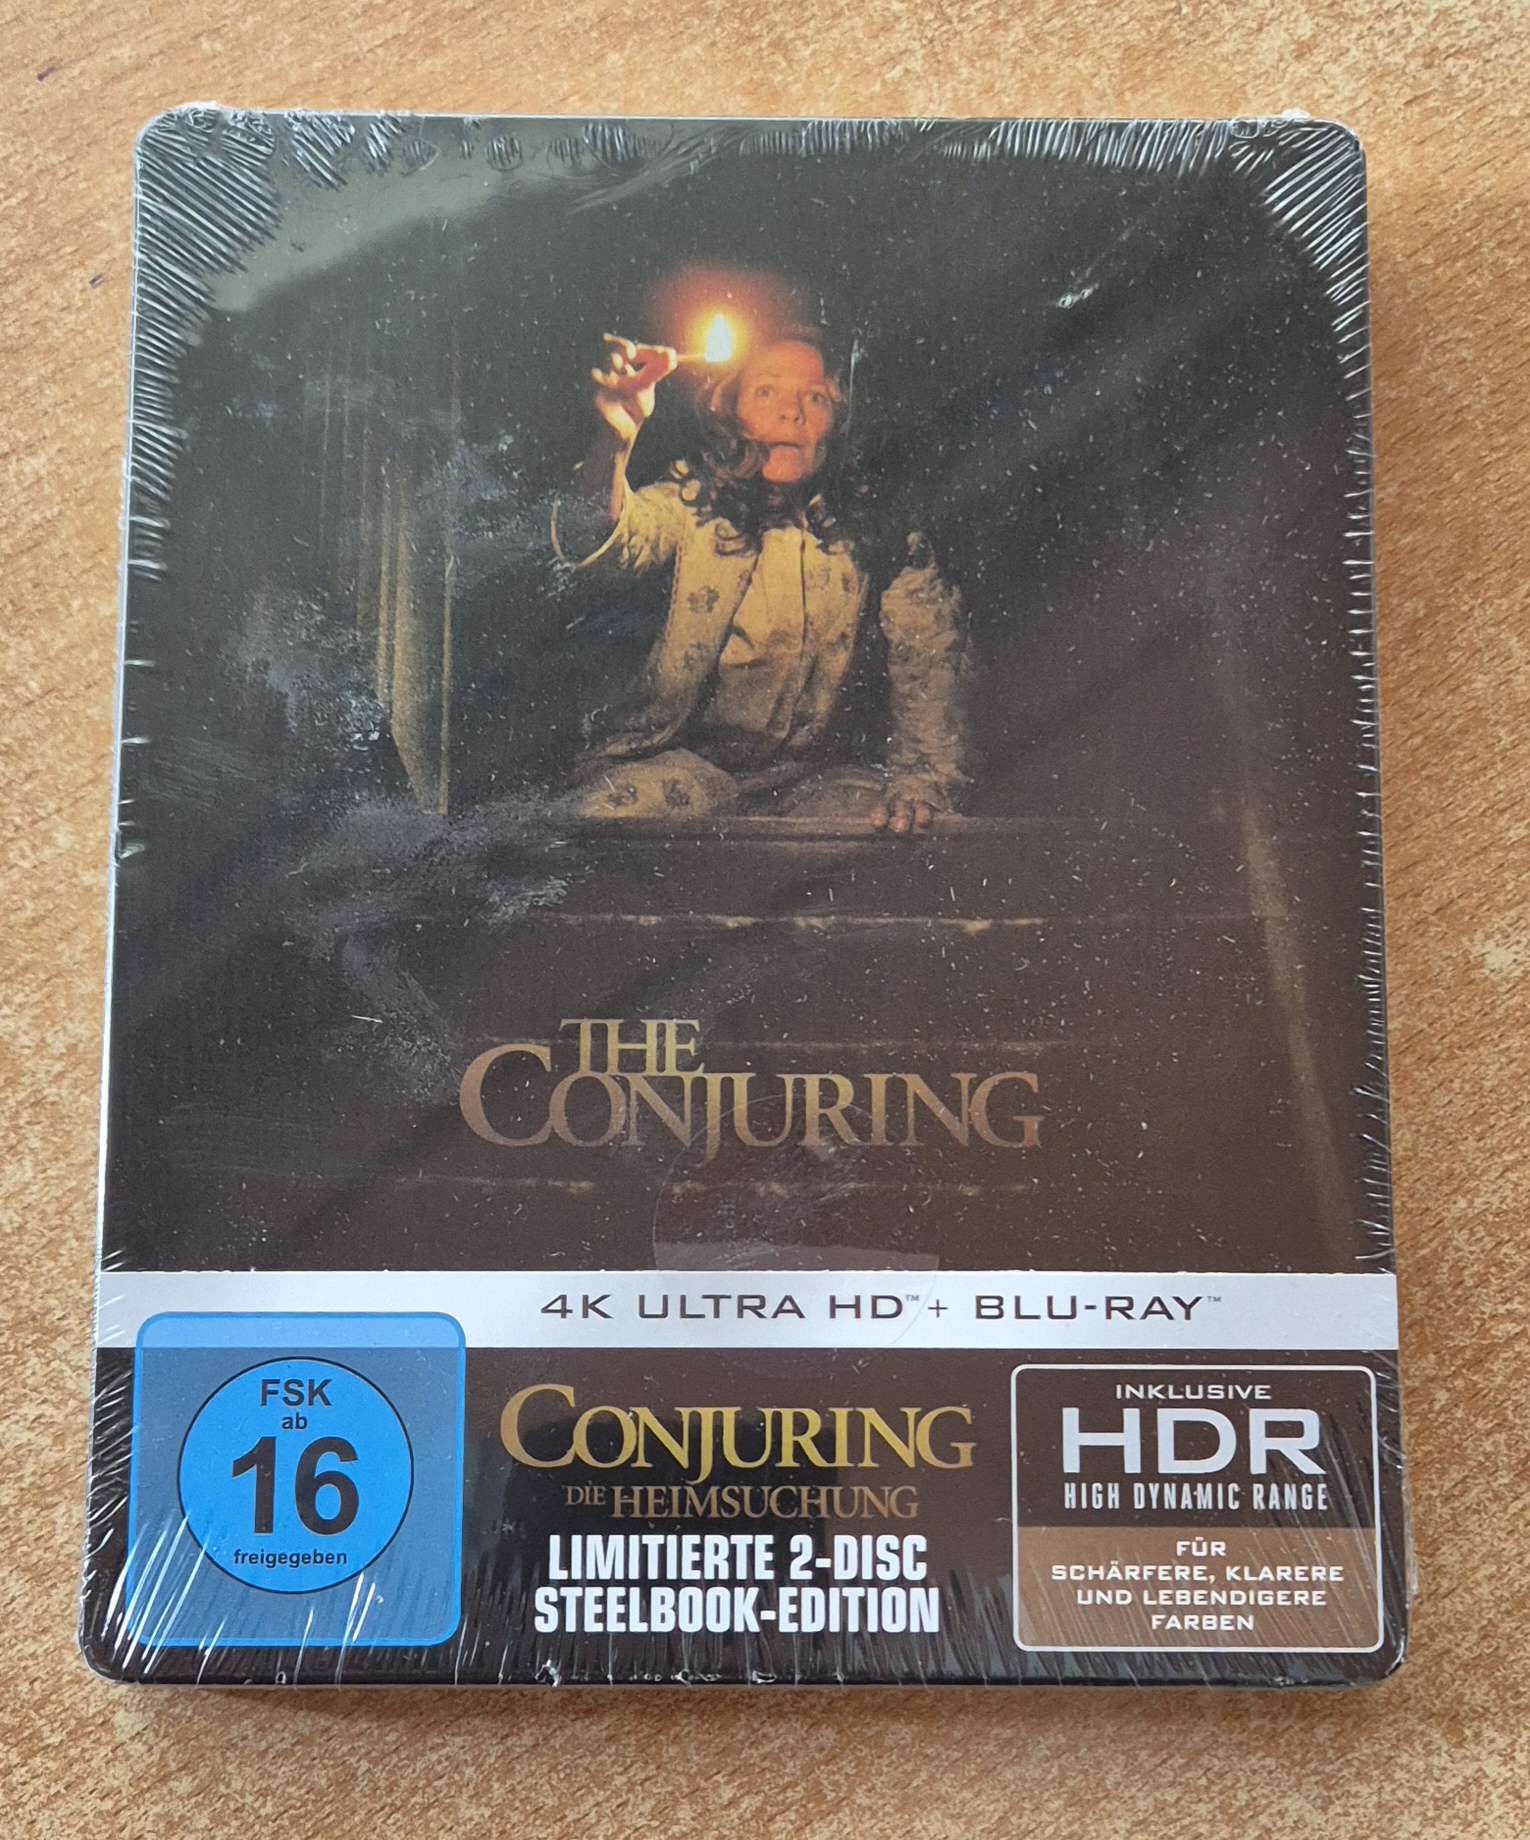 THE
CONJURING
4K ULTRA HD™ + BLU-RAY™
FSK
ab
16
freigegeben
CONJURING
DIE HEIMSUCHUNG
LIMITIERTE 2-DISC
STEELBOOK-EDITION
INKLUSIVE
HDR
HIGH DYNAMIC RANGE
FÜR
SCHÄRFERE, KLARERE
UND LEBENDIGERE
FARBEN